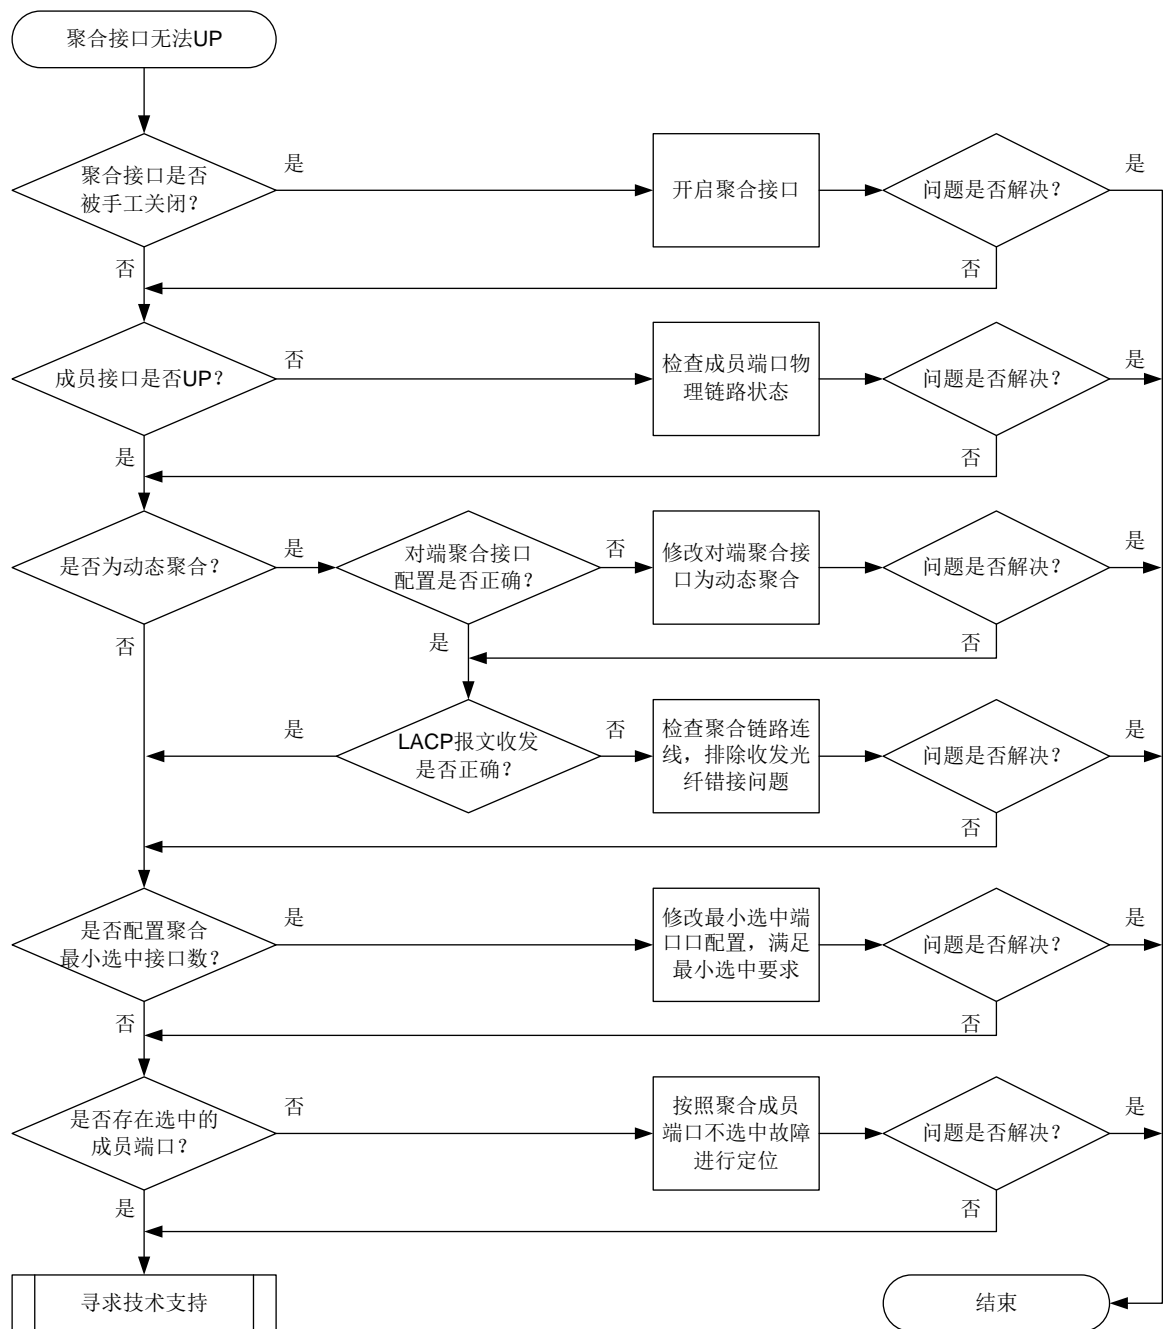 聚合接口无法UP
聚合接口是否
被手工关闭？
是
开启聚合接口
问题是否解决？
是
否
否
成员接口是否UP？
否
检查成员端口物
理链路状态
问题是否解决？
是
是
否
是否为动态聚合？
是
对端聚合接口
配置是否正确？
否
修改对端聚合接
口为动态聚合
问题是否解决？
是
否
是
否
是
LACP报文收发
是否正确？
否
检查聚合链路连
线，排除收发光
纤错接问题
问题是否解决？
是
否
是否配置聚合
最小选中接口数？
是
修改最小选中端
口口配置，满足
最小选中要求
问题是否解决？
是
否
否
是否存在选中的
成员端口？
否
按照聚合成员
端口不选中故障
进行定位
问题是否解决？
是
是
否
寻求技术支持
结束